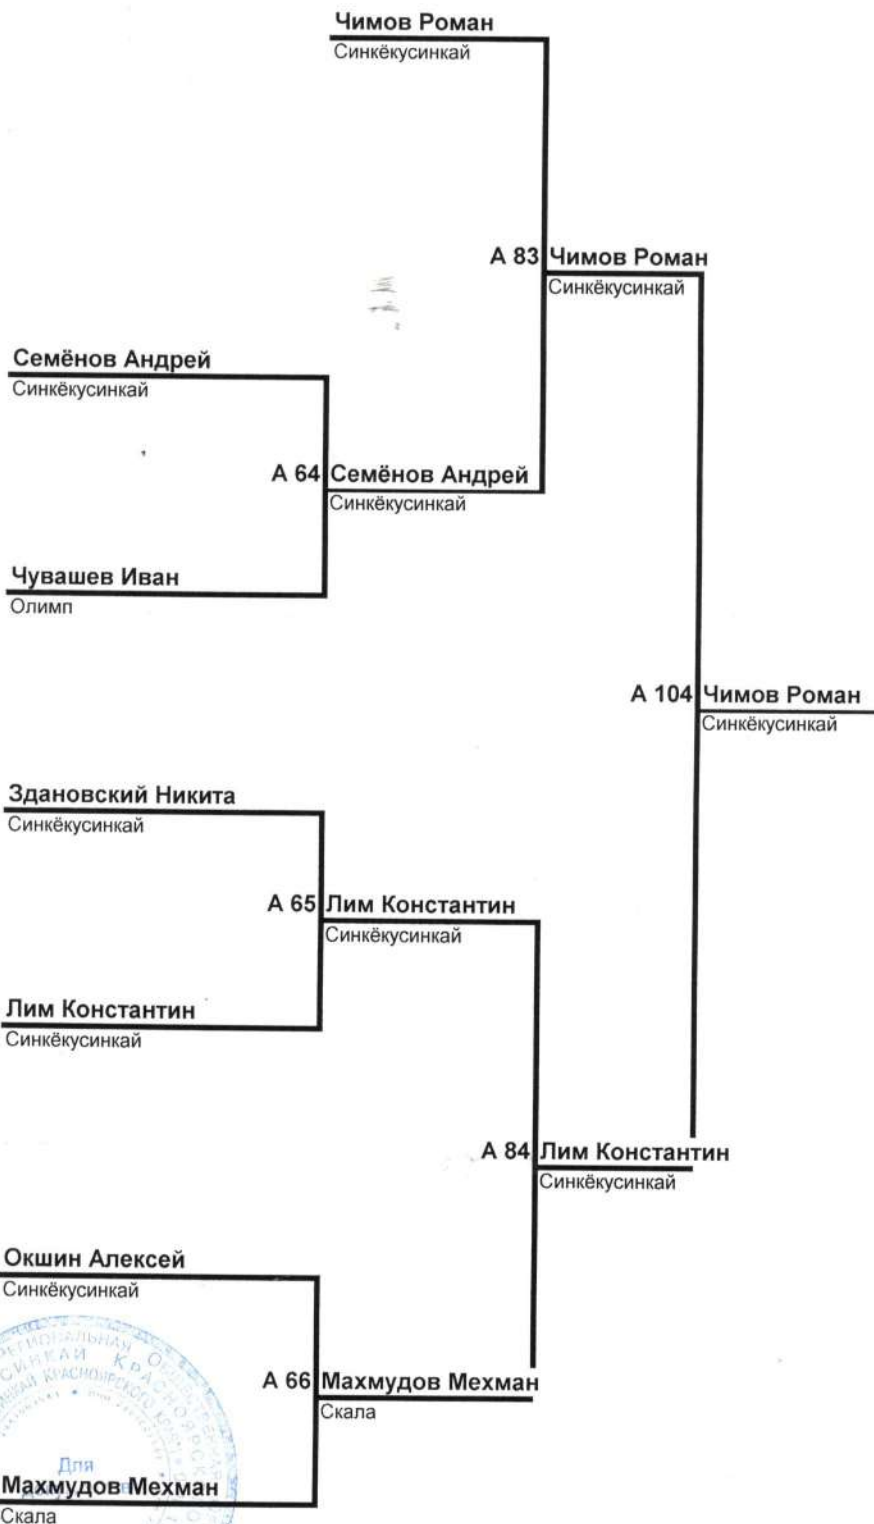 Чимов Роман
Синкёкусинкай
А 83 Чимов Роман
Синкёкусинкай
Семёнов Андрей
Синкёкусинкай
А 64 Семёнов Андрей
Синкёкусинкай
Чувашев Иван
Олимп
А 104 Чимов Роман
Синкёкусинкай
Здановский Никита
Синкёкусинкай
А 65 Лим Константин
Синкёкусинкай
Лим Константин
Синкёкусинкай
А 84 Лим Константин
Синкёкусинкай
Окшин Алексей
Синкёкусинкай
А 66 Махмудов Мехман
Скала
Для
Махмудов Мехман
Скала